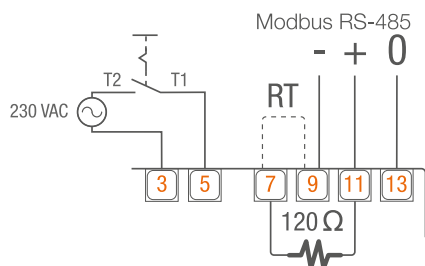 Modbus RS-485
- + 0
T2 T1
RT
230 VAC
3 5 7 9 11 13
120 Ω